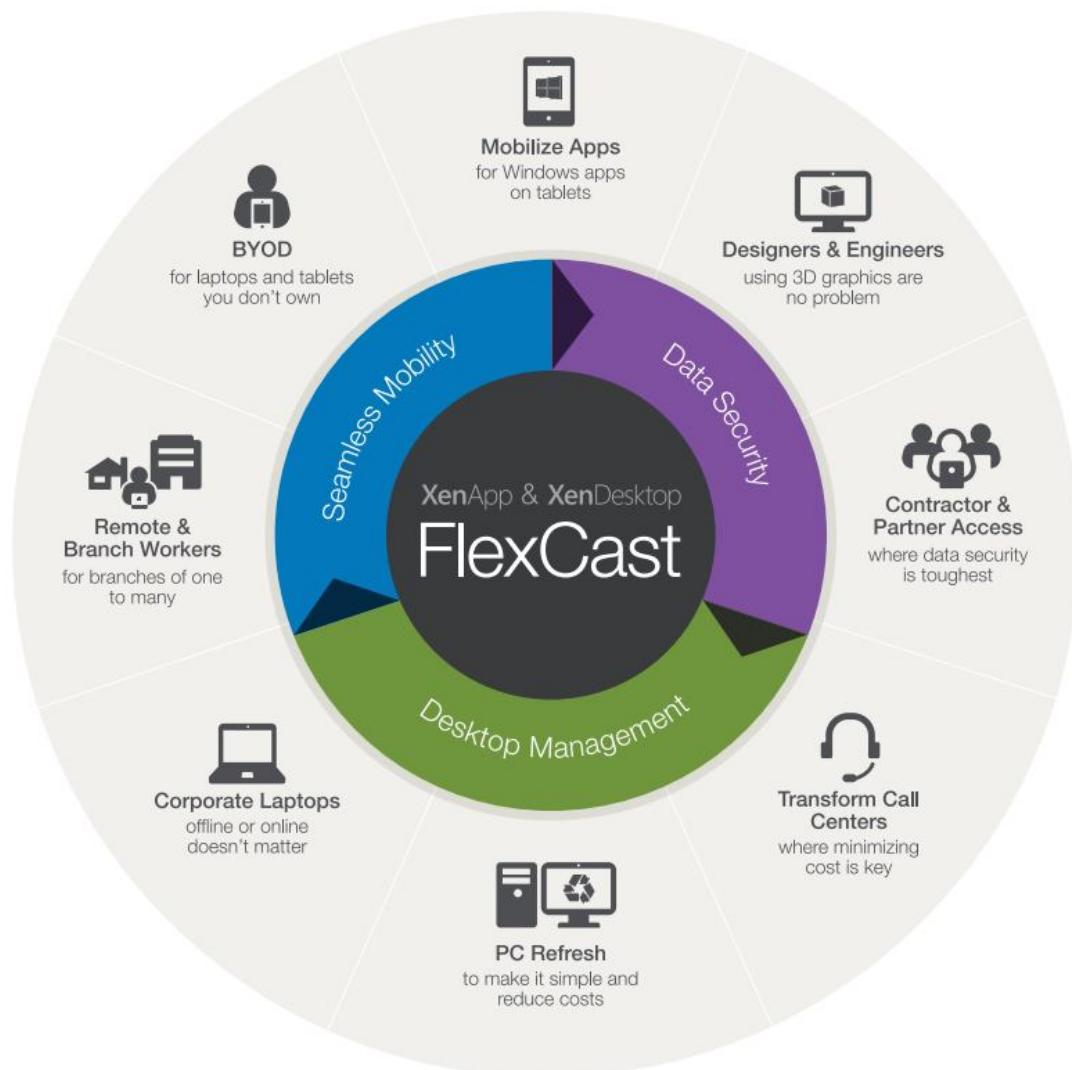 Mobilize Apps
for Windows apps
on tablets
Designers & Engineers
using 3D graphics are
no problem
Contractor &
Partner Access
where data security
is toughest
Transform Call
Centers
where minimizing
cost is key
PC Refresh
to make it simple and
reduce costs
Corporate Laptops
offline or online
doesn't matter
Remote &
Branch Workers
for branches of one
to many
BYOD
for laptops and tablets
you don't own
Seamless Mobility
Data Security
Desktop Management
XenApp & XenDesktop
FlexCast